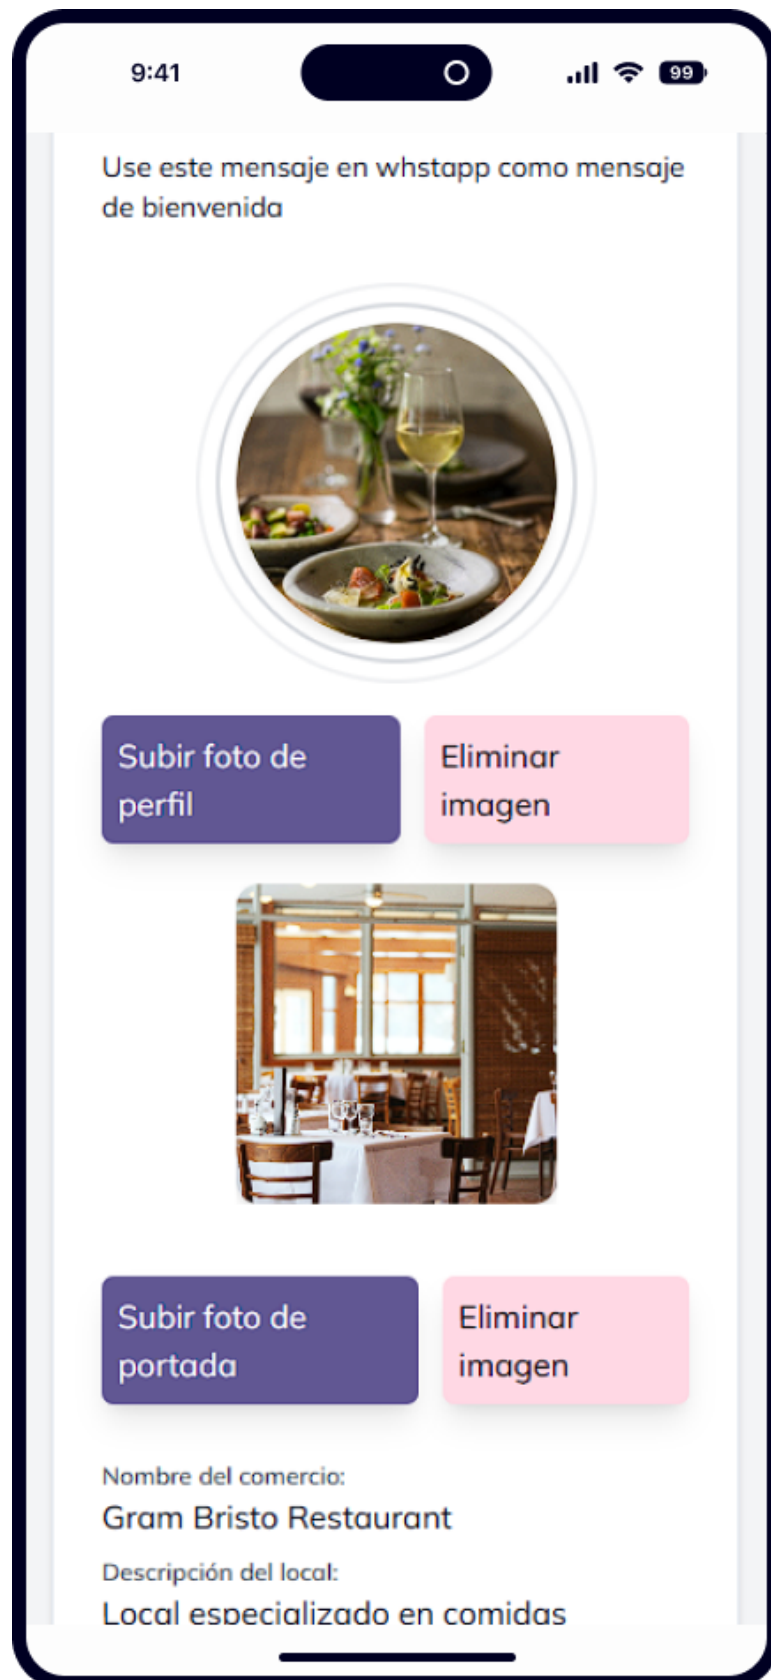 9:41
99
Use este mensaje en whstapp como mensaje
de bienvenida
Subir foto de
perfil
Eliminar
imagen
Subir foto de
portada
Eliminar
imagen
Nombre del comercio:
Gram Bristo Restaurant
Descripción del local:
Local especializado en comidas